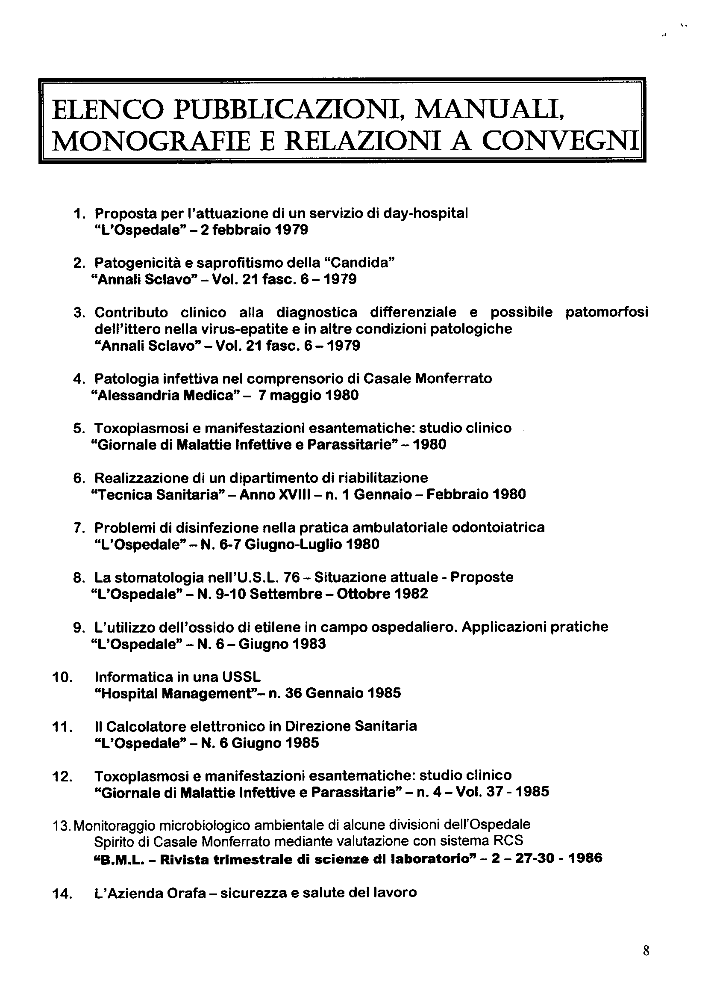 ELENCO PUBBLICAZIONI, MANUALI,
MONOGRAFIE E RELAZIONI A CONVEGNI
1. Proposta per l'attuazione di un servizio di day-hospital
“L'Ospedale” – 2 febbraio 1979
2. Patogenicità e saprofitismo della “Candida”
“Annali Sclavo” – Vol. 21 fasc. 6 – 1979
3. Contributo clinico alla diagnostica differenziale e possibile patomorfosi
dell'ittero nella virus-epatite e in altre condizioni patologiche
“Annali Sclavo” – Vol. 21 fasc. 6 – 1979
4. Patologia infettiva nel comprensorio di Casale Monferrato
“Alessandria Medica” – 7 maggio 1980
5. Toxoplasmosi e manifestazioni esantematiche: studio clinico
“Giornale di Malattie Infettive e Parassitarie” – 1980
6. Realizzazione di un dipartimento di riabilitazione
“Tecnica Sanitaria” – Anno XVIII – n. 1 Gennaio – Febbraio 1980
7. Problemi di disinfezione nella pratica ambulatoriale odontoiatrica
“L'Ospedale” – N. 6-7 Giugno-Luglio 1980
8. La stomatologia nell'U.S.L. 76 – Situazione attuale - Proposte
“L'Ospedale” – N. 9-10 Settembre – Ottobre 1982
9. L'utilizzo dell'ossido di etilene in campo ospedaliero. Applicazioni pratiche
“L'Ospedale” – N. 6 – Giugno 1983
10. Informatica in una USSL
“Hospital Management”– n. 36 Gennaio 1985
11. Il Calcolatore elettronico in Direzione Sanitaria
“L'Ospedale” – N. 6 Giugno 1985
12. Toxoplasmosi e manifestazioni esantematiche: studio clinico
“Giornale di Malattie Infettive e Parassitarie” – n. 4 – Vol. 37 - 1985
13. Monitoraggio microbiologico ambientale di alcune divisioni dell'Ospedale
Spirito di Casale Monferrato mediante valutazione con sistema RCS
“B.M.L. – Rivista trimestrale di scienze di laboratorio” – 2 – 27-30 - 1986
14. L'Azienda Orafa – sicurezza e salute del lavoro
8